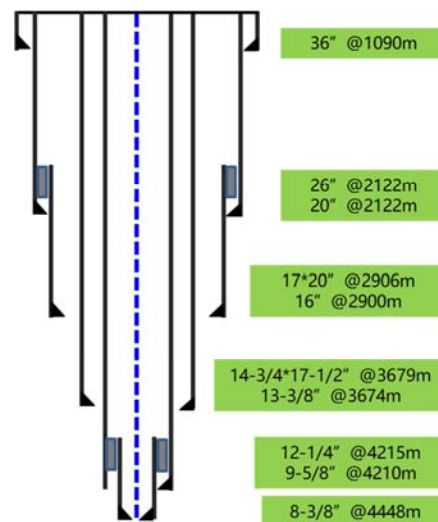 36” @1090m
26” @2122m
20” @2122m
17*20” @2906m
16” @2900m
14-3/4*17-1/2” @3679m
13-3/8” @3674m
12-1/4” @4215m
9-5/8” @4210m
8-3/8” @4448m